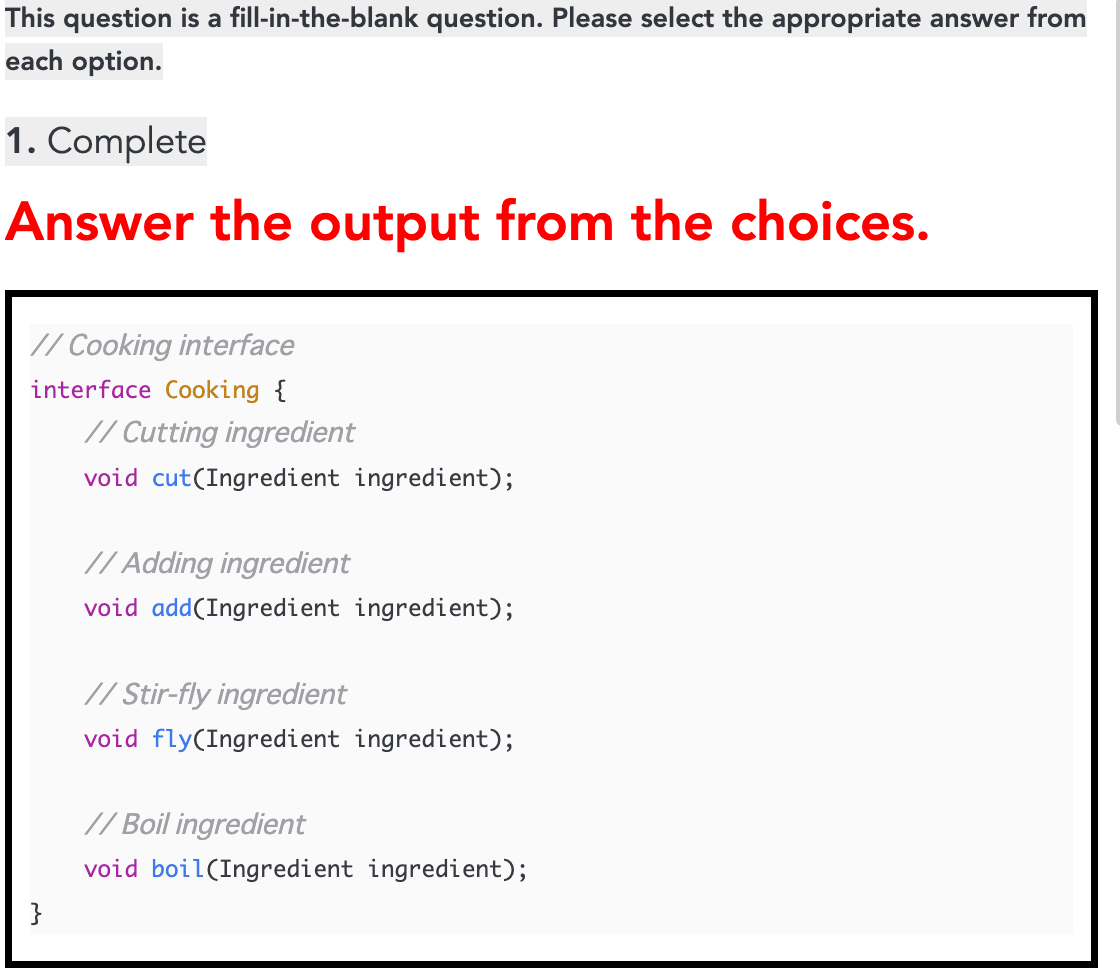 This question is a fill-in-the-blank question. Please select the appropriate answer from
each option.
1. Complete
Answer the output from the choices.
// Cooking interface
interface Cooking {
// Cutting ingredient
void cut(Ingredient ingredient);
// Adding ingredient
void add(Ingredient ingredient);
// Stir-fly ingredient
void fly(Ingredient ingredient);
// Boil ingredient
void boil(Ingredient ingredient);
}